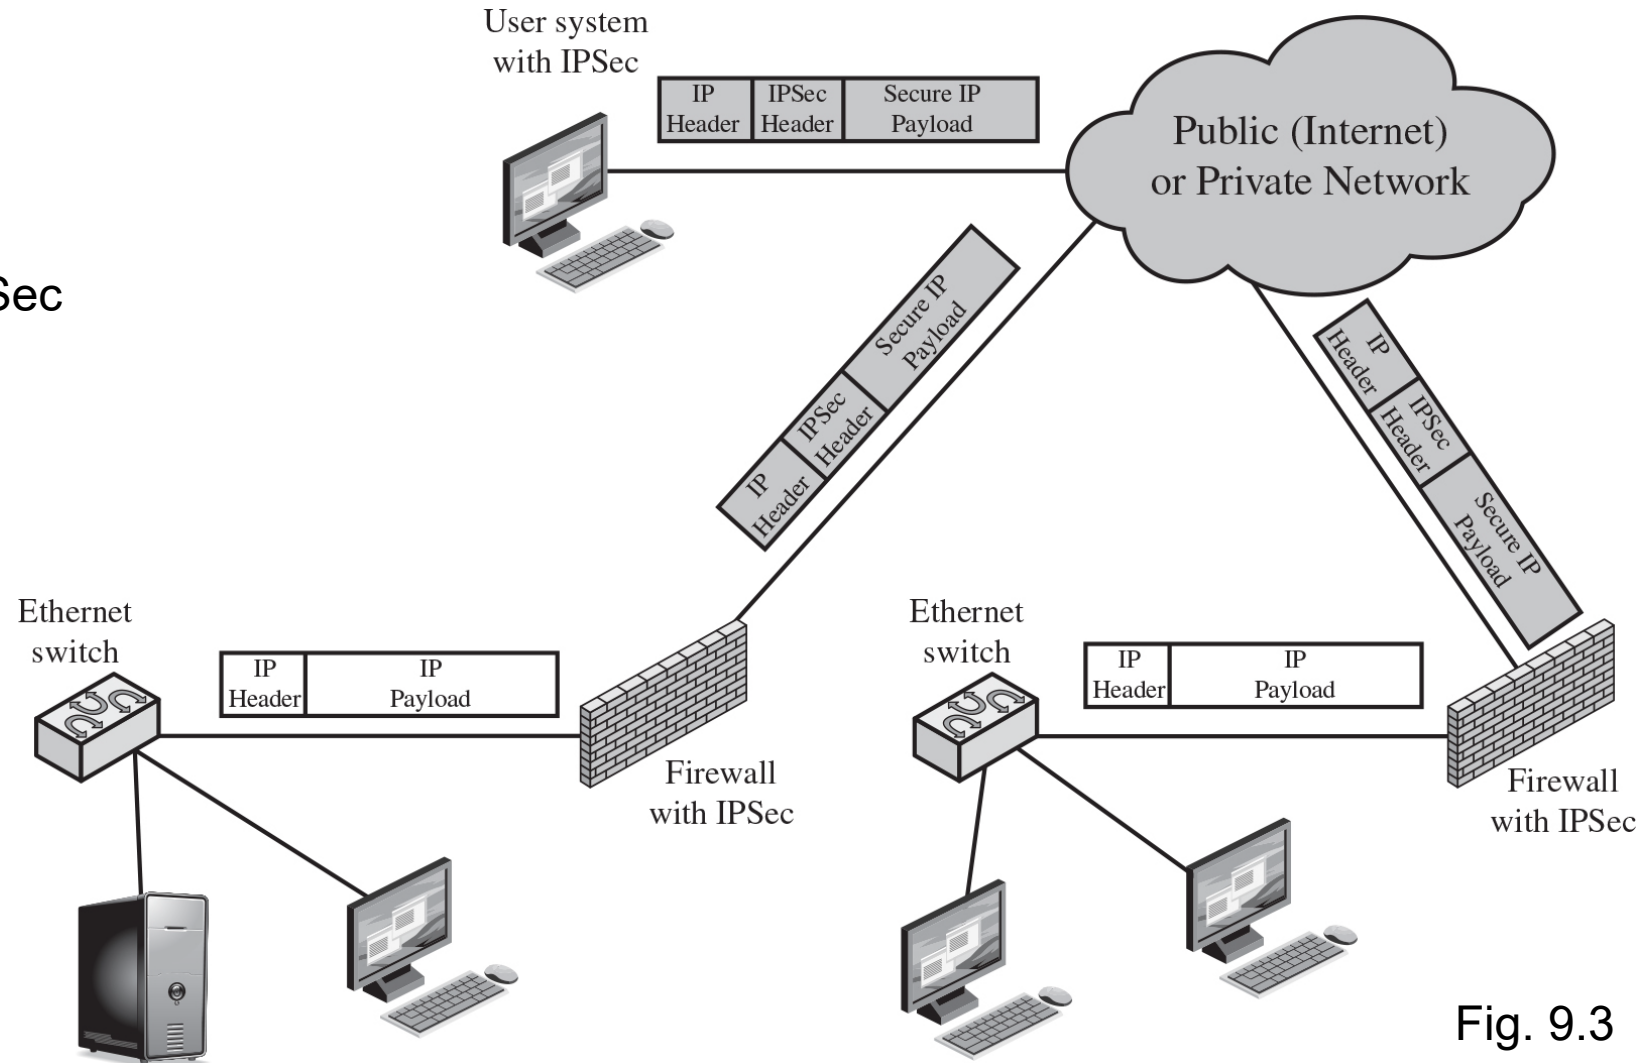 User system
with IPSec
IP
Header
IPSec
Header
Secure IP
Payload
Public (Internet)
or Private Network
Sec
Secure IP
Payload
IPSec
Header
IP
Header
IP
Header
IPSec
Header
Secure IP
Payload
Ethernet
switch
IP
Header
IP
Payload
Firewall
with IPSec
Ethernet
switch
IP
Header
IP
Payload
Firewall
with IPSec
Fig. 9.3